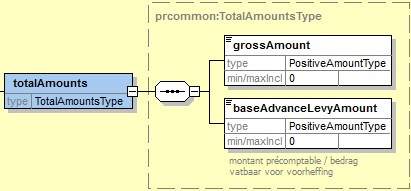 prcommon:TotalAmountsType
totalAmounts
type TotalAmountsType
grossAmount
type PositiveAmountType
min/maxIncl 0
baseAdvanceLevyAmount
type PositiveAmountType
min/maxIncl 0
montant précomptable / bedrag
vatbaar voor voorheffing